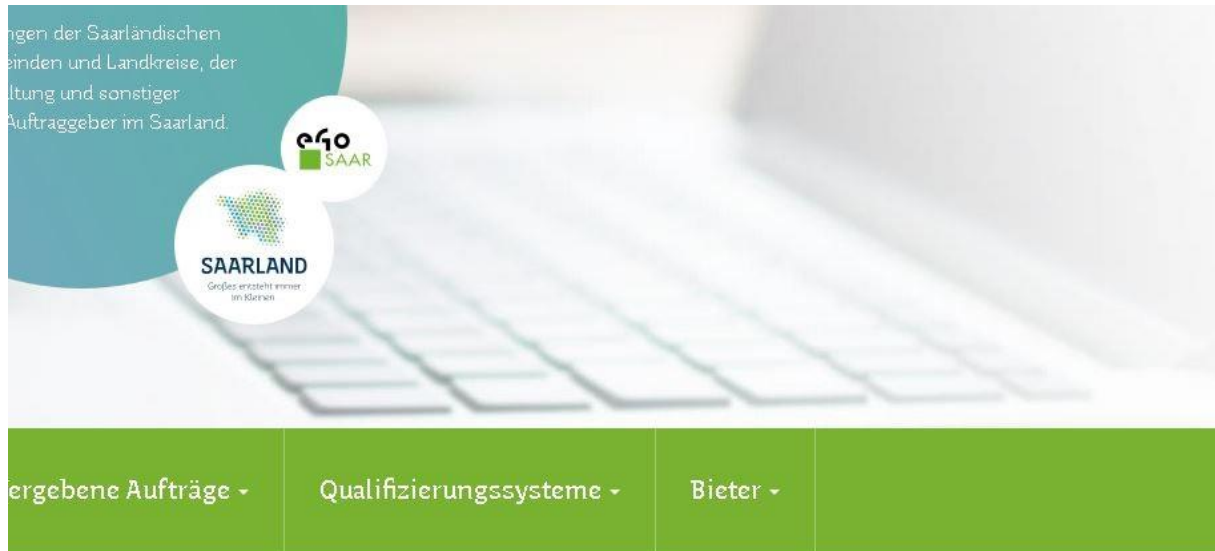 ngen der Saarländischen
einden und Landkreise, der
ltung und sonstiger
Auftraggeber im Saarland.
eGo
SAAR
SAARLAND
Großes entsteht immer
im Kleinen
ergebene Aufträge
Qualifizierungssysteme
Bieter